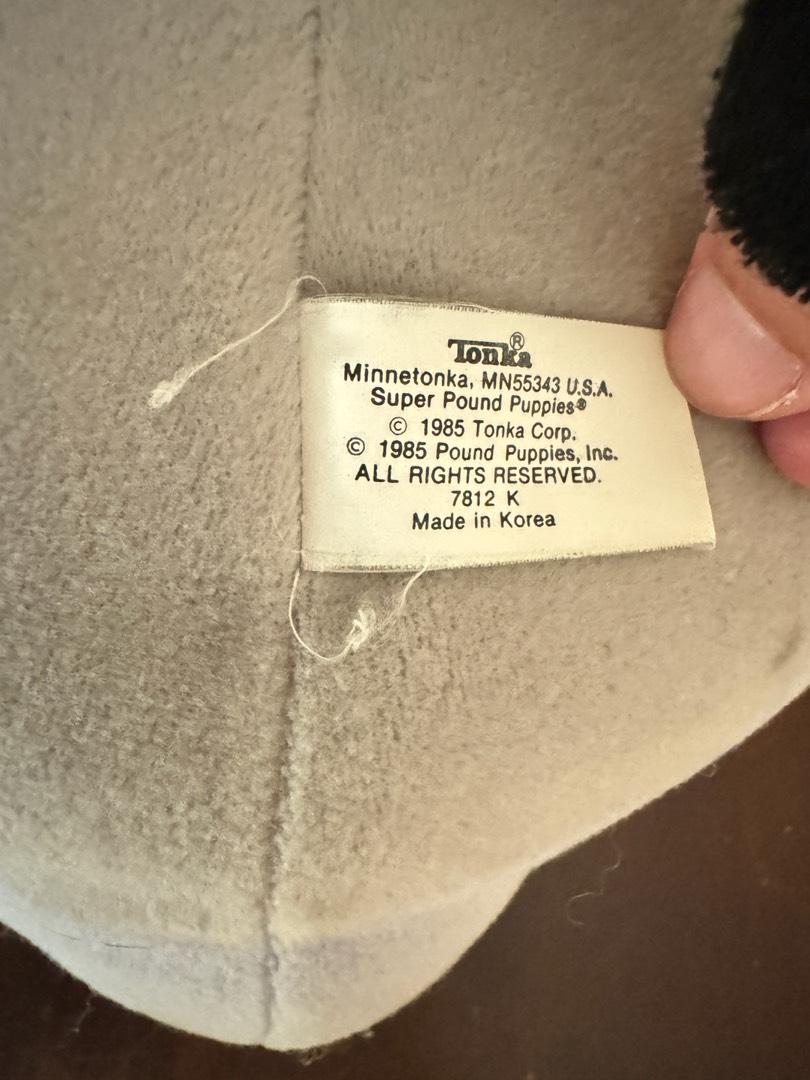 Tonka®
Minnetonka, MN55343 U.S.A.
Super Pound Puppies®
© 1985 Tonka Corp.
© 1985 Pound Puppies, Inc.
ALL RIGHTS RESERVED.
7812 K
Made in Korea